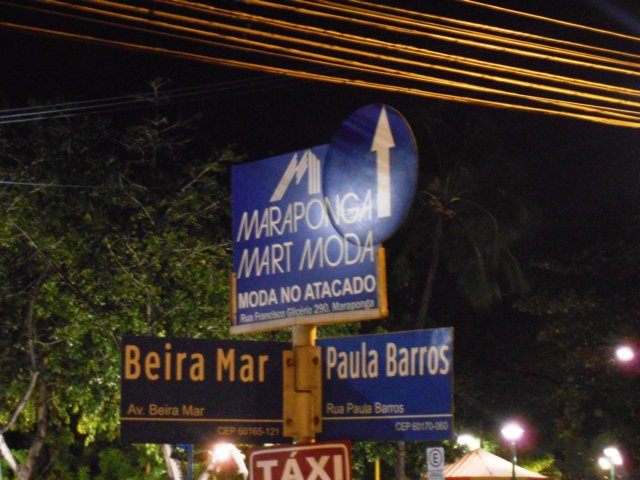 MARAPONGA
MART MODA
MODA NO ATACADO
Rua Francisco Glicério 290, Maraponga
Beira Mar
Av. Beira Mar
CEP 60165-121
Paula Barros
Rua Paula Barros
CEP 60170-060
TÁXI
E